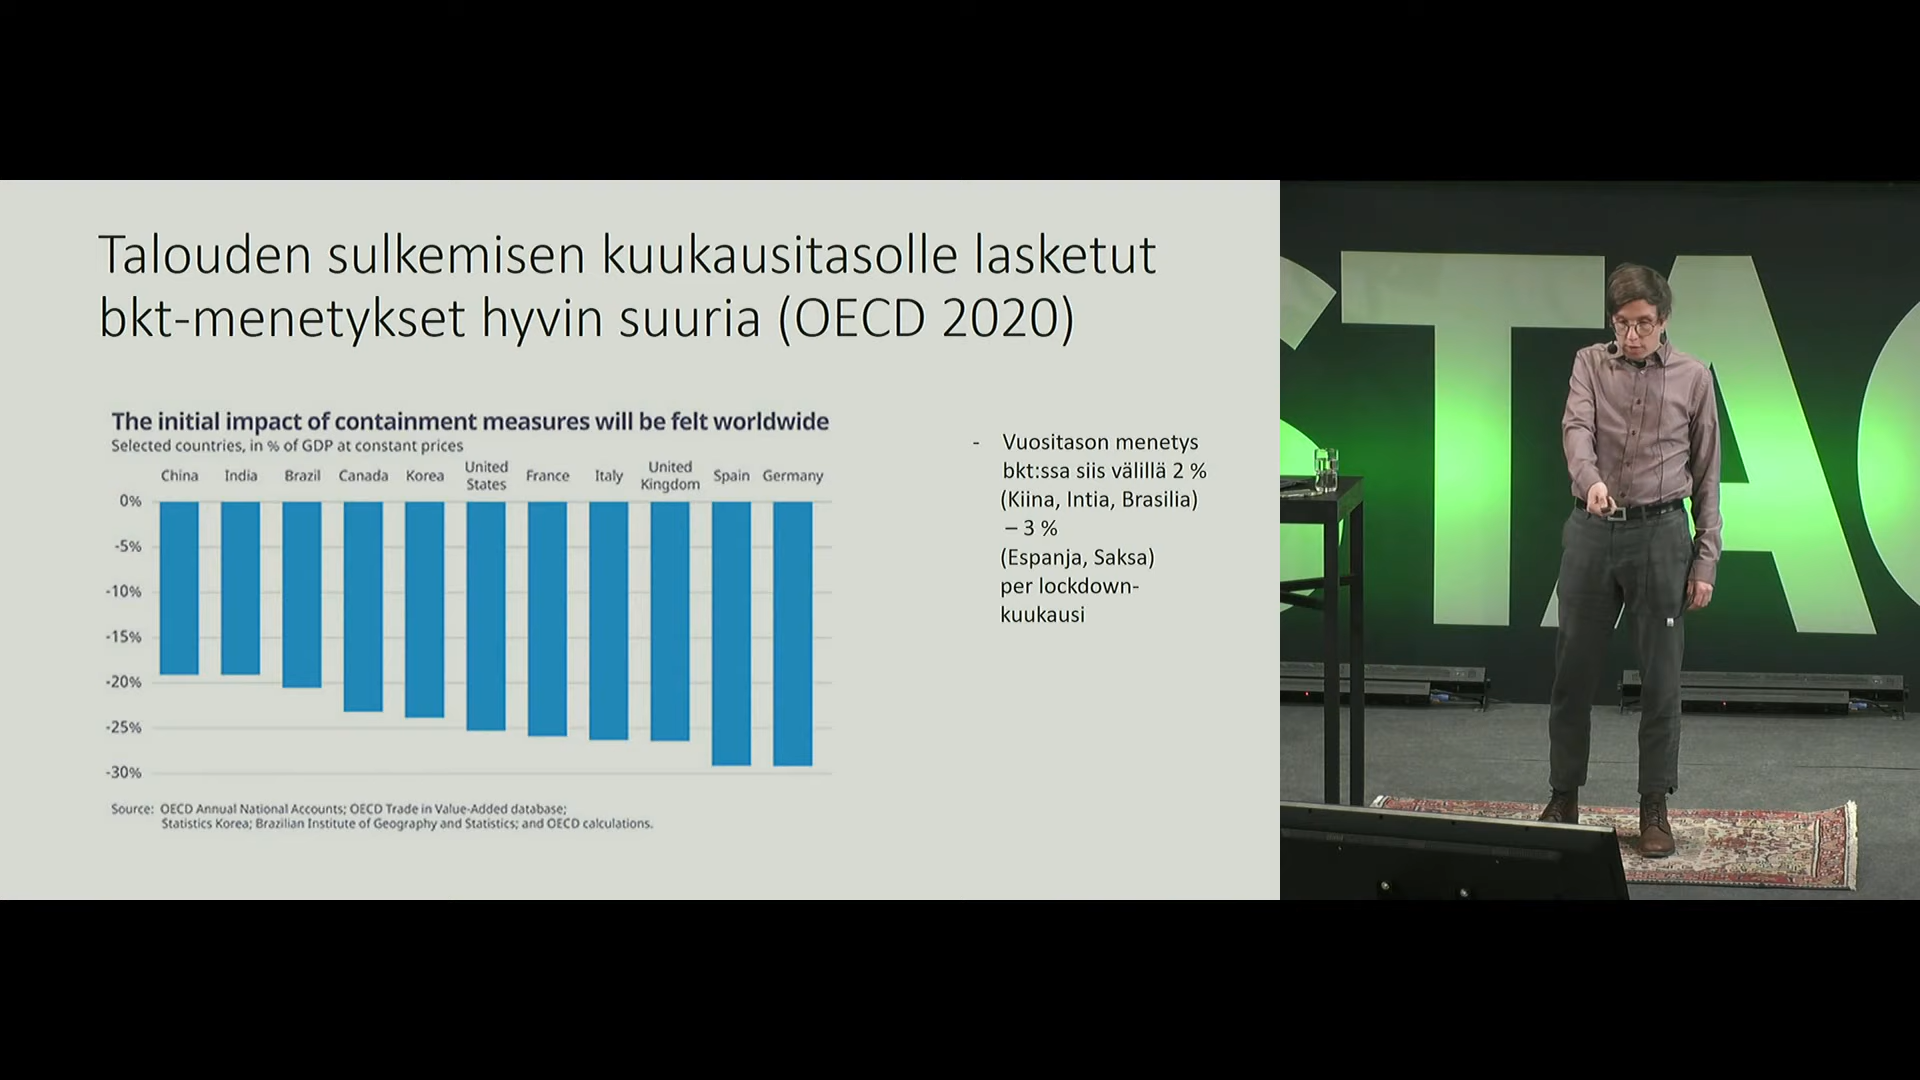 Talouden sulkemisen kuukausitasolle lasketut
bkt-menetykset hyvin suuria (OECD 2020)
The initial impact of containment measures will be felt worldwide
Selected countries, in % of GDP at constant prices
China India Brazil Canada Korea United States France Italy United Kingdom Spain Germany
0%
-5%
-10%
-15%
-20%
-25%
-30%
Source: OECD Annual National Accounts; OECD Trade in Value-Added database;
Statistics Korea; Brazilian Institute of Geography and Statistics; and OECD calculations.
- Vuositason menetys
bkt:ssa siis välillä 2 %
(Kiina, Intia, Brasilia)
– 3 %
(Espanja, Saksa)
per lockdown-
kuukausi
STA